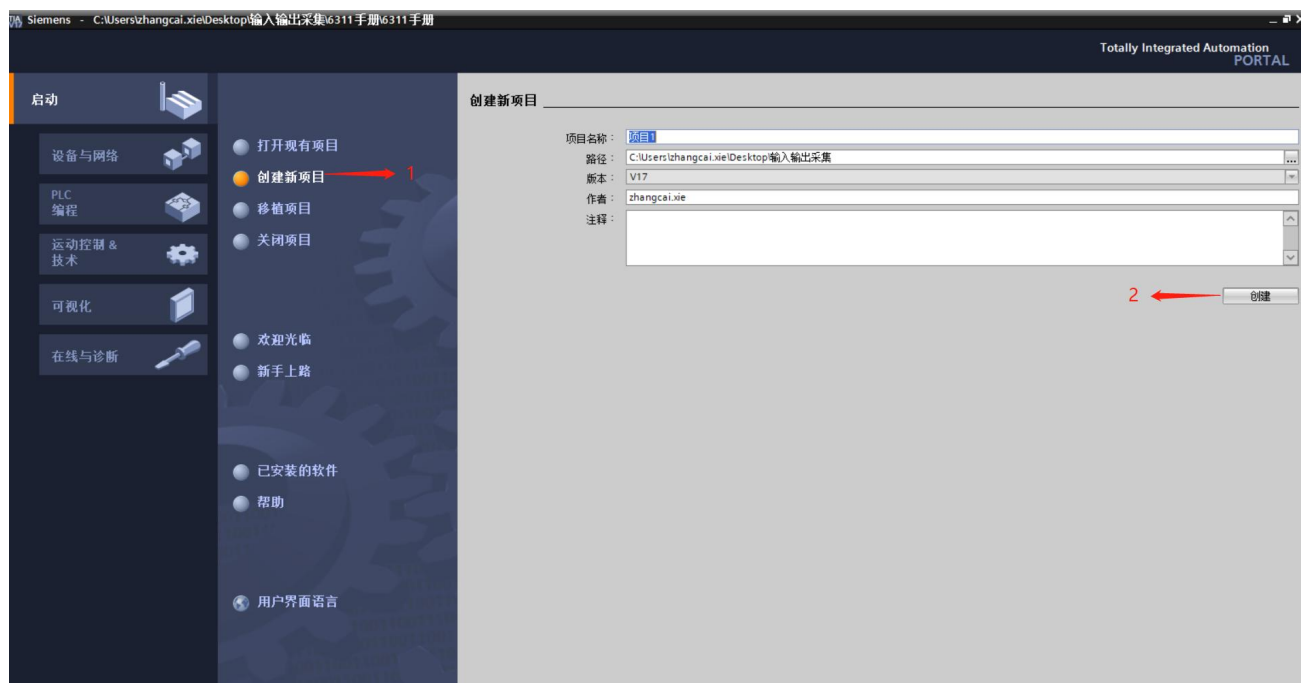 Siemens - C:\Users\zhangcai.xie\Desktop\输入输出采集\6311手册\6311手册
Totally Integrated Automation
PORTAL
启动
设备与网络
PLC
编程
运动控制 &
技术
可视化
在线与诊断
打开现有项目
创建新项目 1
移植项目
关闭项目
欢迎光临
新手上路
已安装的软件
帮助
用户界面语言
创建新项目
项目名称： 项目1
路径： C:\Users\zhangcai.xie\Desktop\输入输出采集 ...
版本： V17
作者： zhangcai.xie
注释：
2 创建